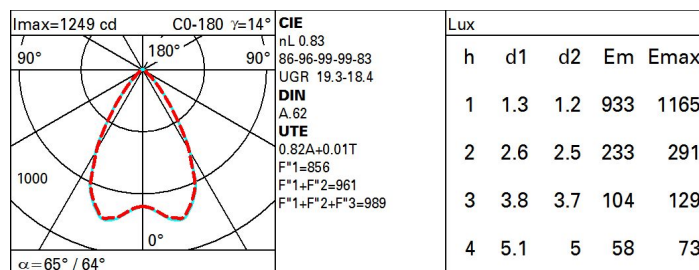 Imax=1249 cd C0-180 γ=14°
90° 180° 90°
1000
0°
α=65° / 64°
CIE
nL 0.83
86-96-99-99-83
UGR 19.3-18.4
DIN
A.62
UTE
0.82A+0.01T
F"1=856
F"1+F"2=961
F"1+F"2+F"3=989
Lux
h d1 d2 Em Emax
1 1.3 1.2 933 1165
2 2.6 2.5 233 291
3 3.8 3.7 104 129
4 5.1 5 58 73